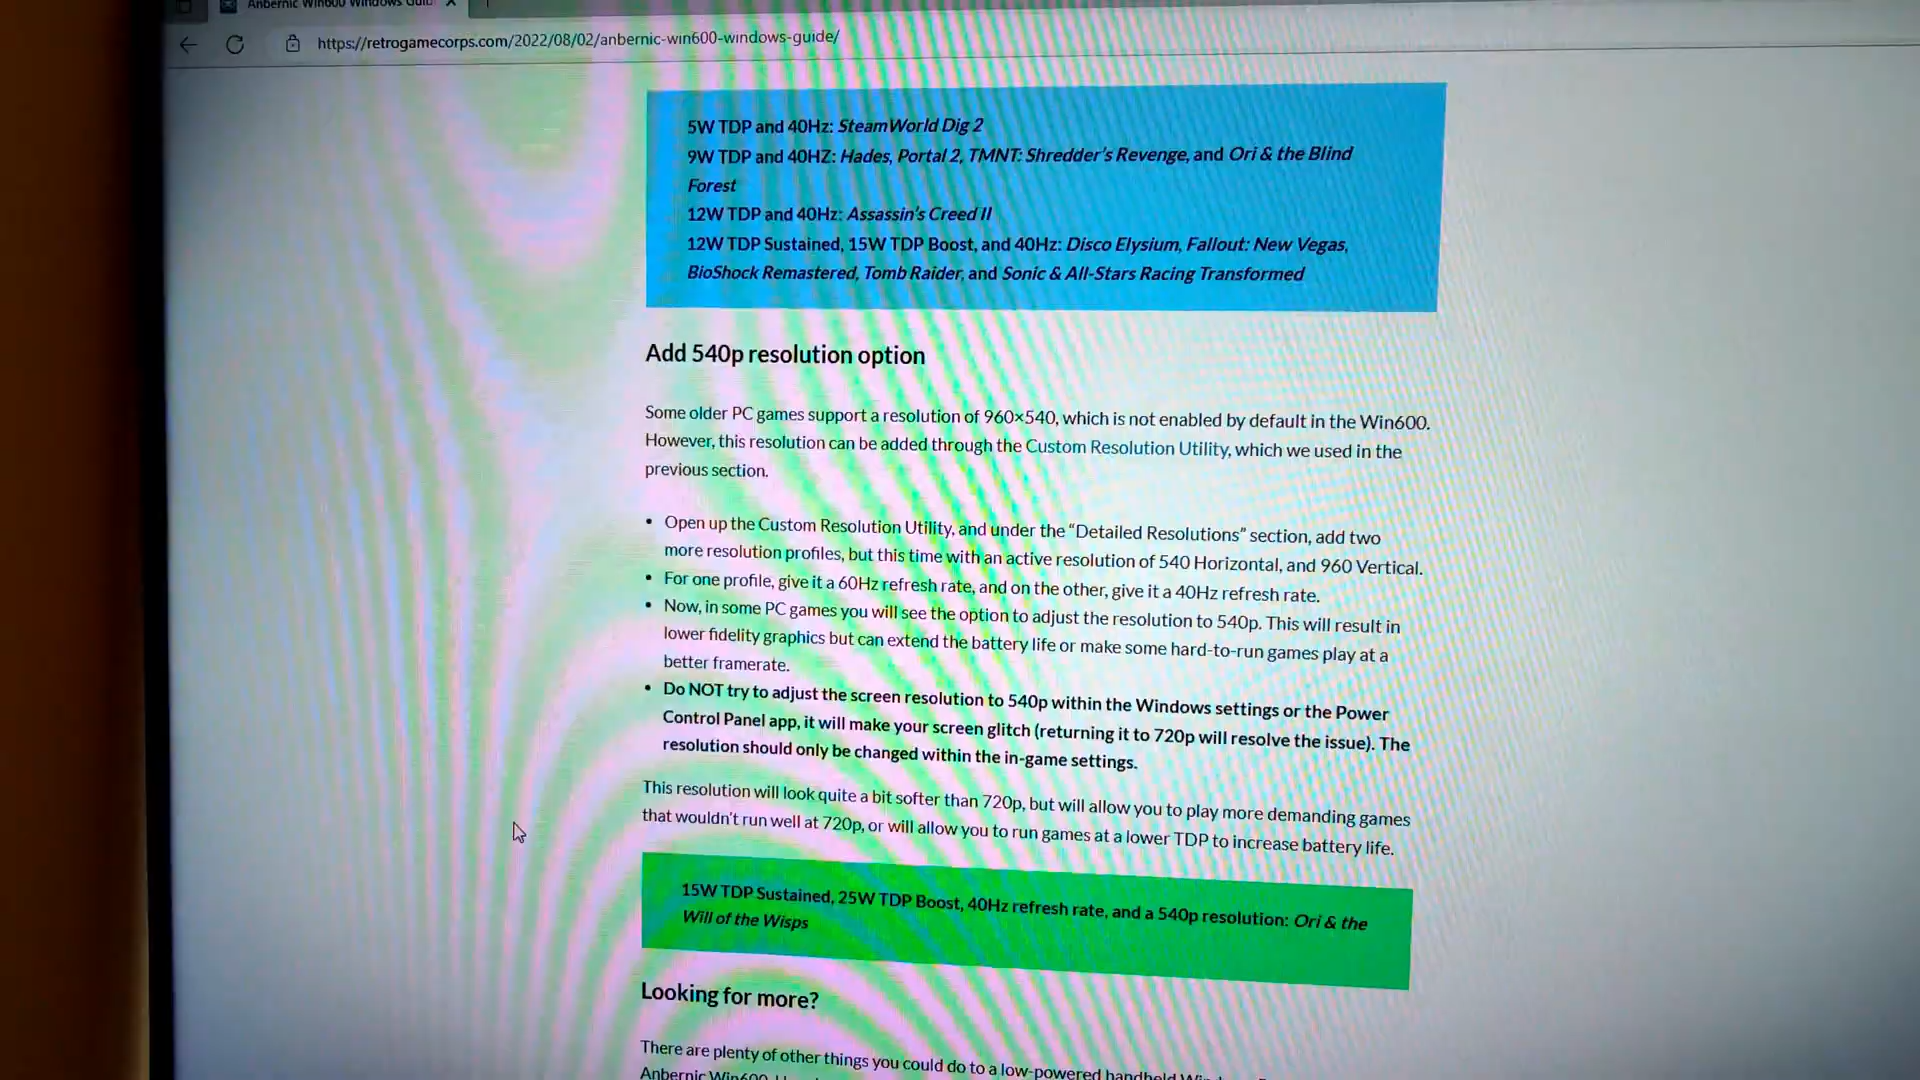 Anbernic Win600 Windows Guid
https://retrogamecorps.com/2022/08/02/anbernic-win600-windows-guide/
5W TDP and 40Hz: SteamWorld Dig 2
9W TDP and 40HZ: Hades, Portal 2, TMNT: Shredder's Revenge, and Ori & the Blind
Forest
12W TDP and 40Hz: Assassin's Creed II
12W TDP Sustained, 15W TDP Boost, and 40Hz: Disco Elysium, Fallout: New Vegas,
BioShock Remastered, Tomb Raider, and Sonic & All-Stars Racing Transformed
Add 540p resolution option
Some older PC games support a resolution of 960×540, which is not enabled by default in the Win600.
However, this resolution can be added through the Custom Resolution Utility, which we used in the
previous section.
• Open up the Custom Resolution Utility, and under the “Detailed Resolutions” section, add two
more resolution profiles, but this time with an active resolution of 540 Horizontal, and 960 Vertical.
• For one profile, give it a 60Hz refresh rate, and on the other, give it a 40Hz refresh rate.
• Now, in some PC games you will see the option to adjust the resolution to 540p. This will result in
lower fidelity graphics but can extend the battery life or make some hard-to-run games play at a
better framerate.
• Do NOT try to adjust the screen resolution to 540p within the Windows settings or the Power
Control Panel app, it will make your screen glitch (returning it to 720p will resolve the issue). The
resolution should only be changed within the in-game settings.
This resolution will look quite a bit softer than 720p, but will allow you to play more demanding games
that wouldn't run well at 720p, or will allow you to run games at a lower TDP to increase battery life.
15W TDP Sustained, 25W TDP Boost, 40Hz refresh rate, and a 540p resolution: Ori & the
Will of the Wisps
Looking for more?
There are plenty of other things you could do to a low-powered handheld
Anbernic Win600